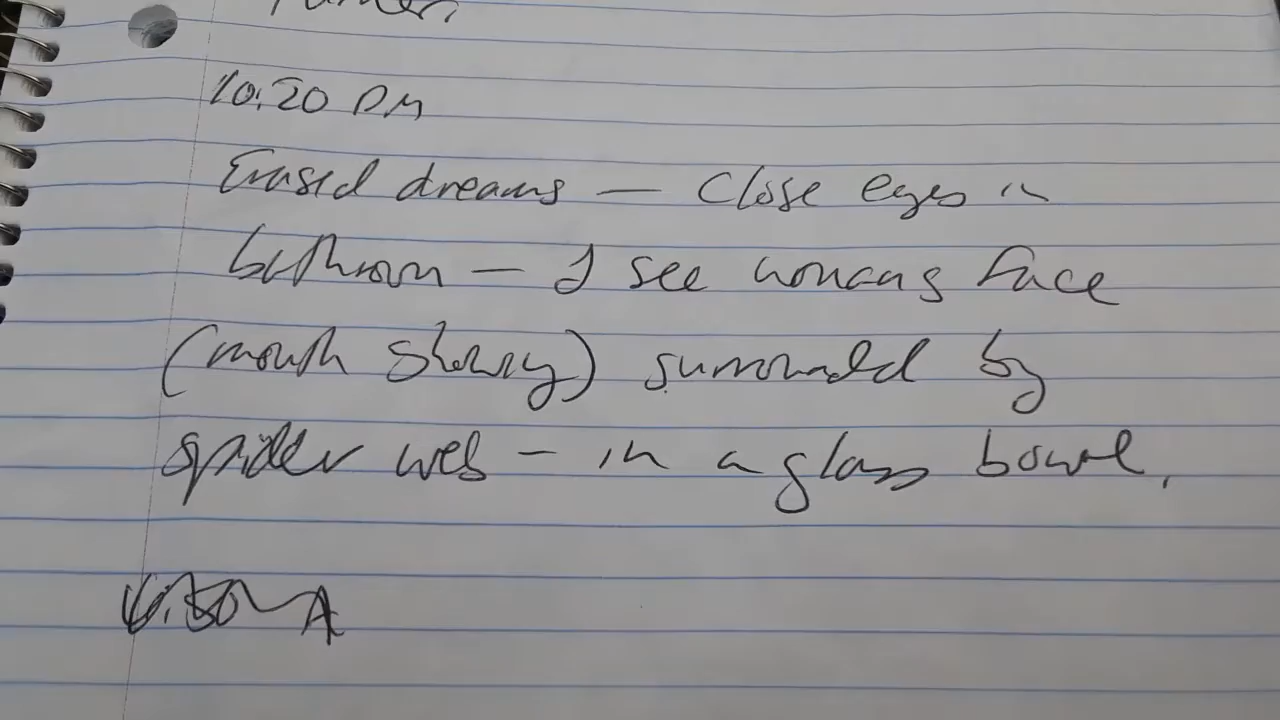 10:20 PM
Erased dreams — Close eyes in
bathroom — I see womans face
(mouth showing) surrounded by
spider web — in a glass bowl.